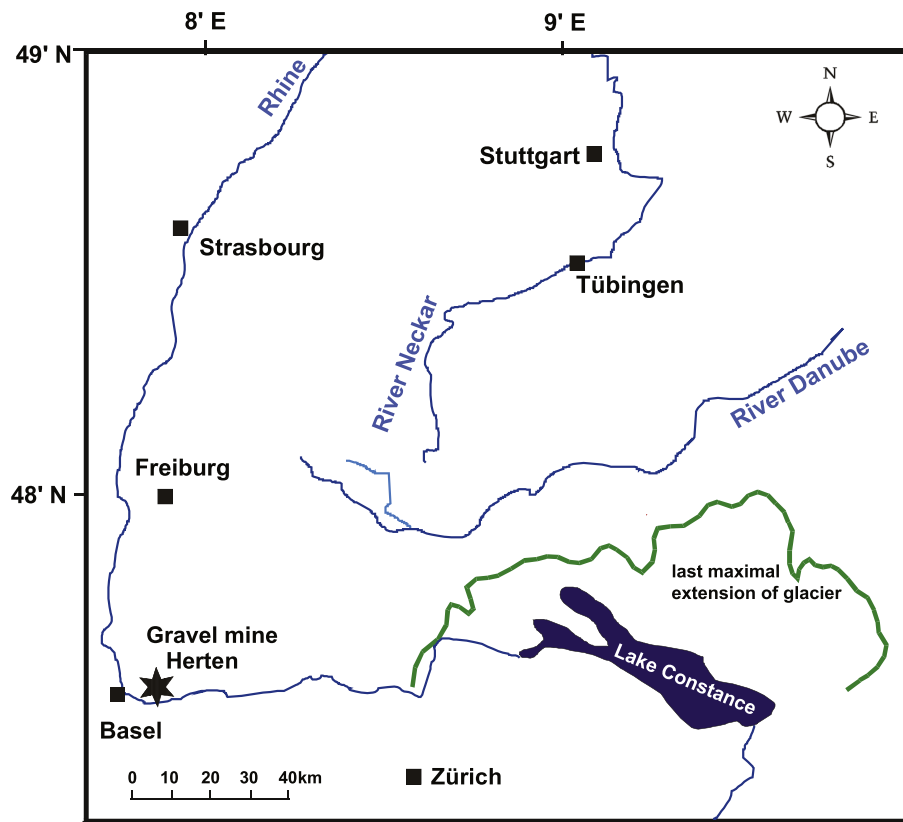 8' E
9' E
49' N
Rhine
N
W
E
S
Stuttgart
Strasbourg
Tübingen
River Neckar
River Danube
Freiburg
48' N
last maximal
extension of glacier
Gravel mine
Herten
Lake Constance
Basel
0 10 20 30 40km
Zürich